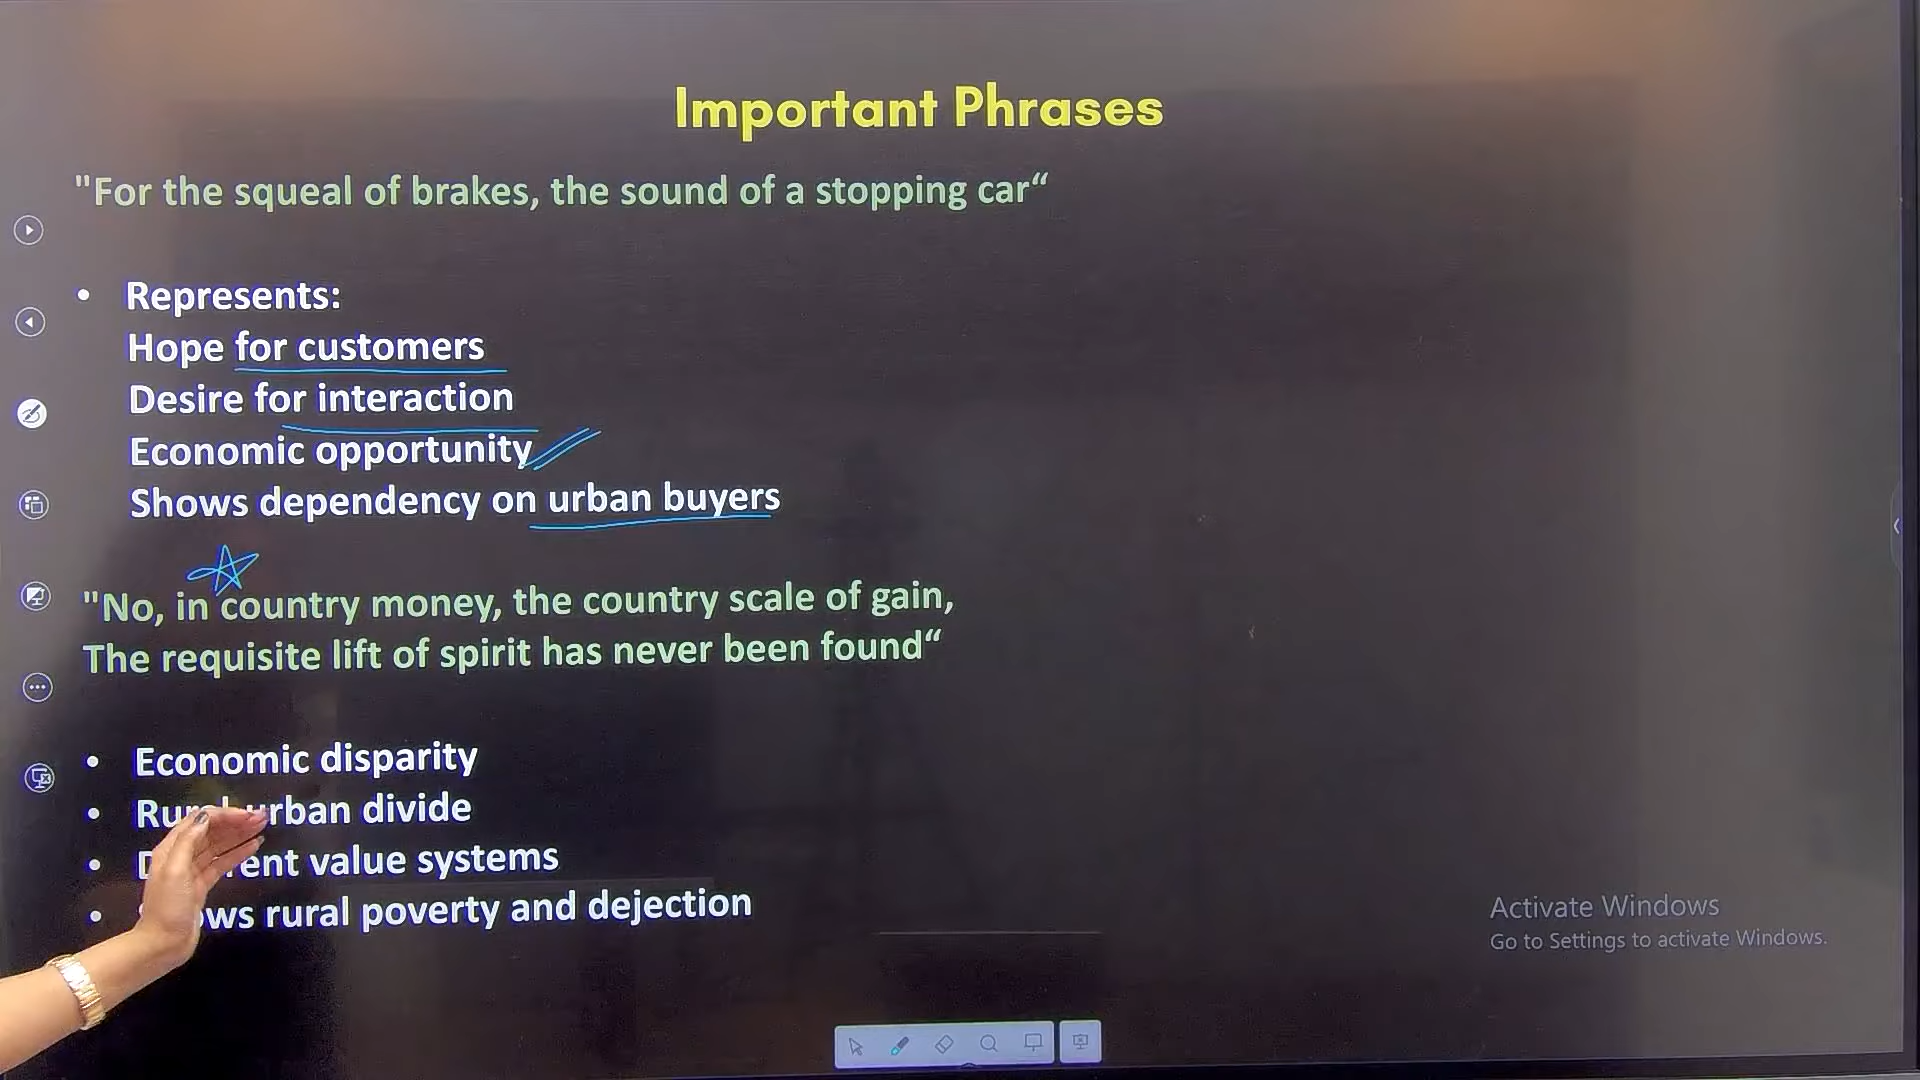 Important Phrases
"For the squeal of brakes, the sound of a stopping car“
• Represents:
Hope for customers
Desire for interaction
Economic opportunity
Shows dependency on urban buyers
"No, in country money, the country scale of gain,
The requisite lift of spirit has never been found“
• Economic disparity
• urban divide
• value systems
• rural poverty and dejection
Activate Windows
Go to Settings to activate Windows.